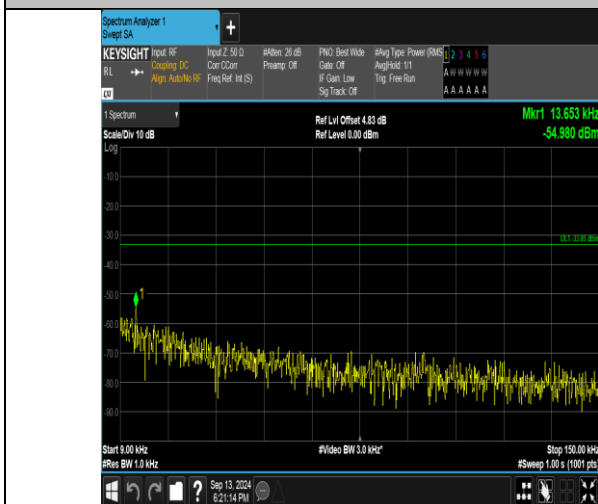 Spectrum Analyzer 1
Swept SA
+
KEYSIGHT
RL
LXI
Input: RF
Coupling: DC
Align: Auto/No RF
Input Z: 50 Ω
Corr CCorr
Freq Ref: Int (S)
#Atten: 26 dB
Preamp: Off
PNO: Best Wide
Gate: Off
IF Gain: Low
Sig Track: Off
#Avg Type: Power (RMS
Avg|Hold: 1/1
Trig: Free Run
1 2 3 4 5 6
A W W W W W
A A A A A A
1 Spectrum
Scale/Div 10 dB
Log
Ref Lvl Offset 4.83 dB
Ref Level 0.00 dBm
Mkr1 13.653 kHz
-54.980 dBm
-10.0
-20.0
-30.0
DL1 -33.00 dBm
-40.0
-50.0
1
-60.0
-70.0
-80.0
-90.0
Start 9.00 kHz
#Res BW 1.0 kHz
#Video BW 3.0 kHz*
Stop 150.00 kHz
#Sweep 1.00 s (1001 pts)
?
Sep 13, 2024
6:21:14 PM